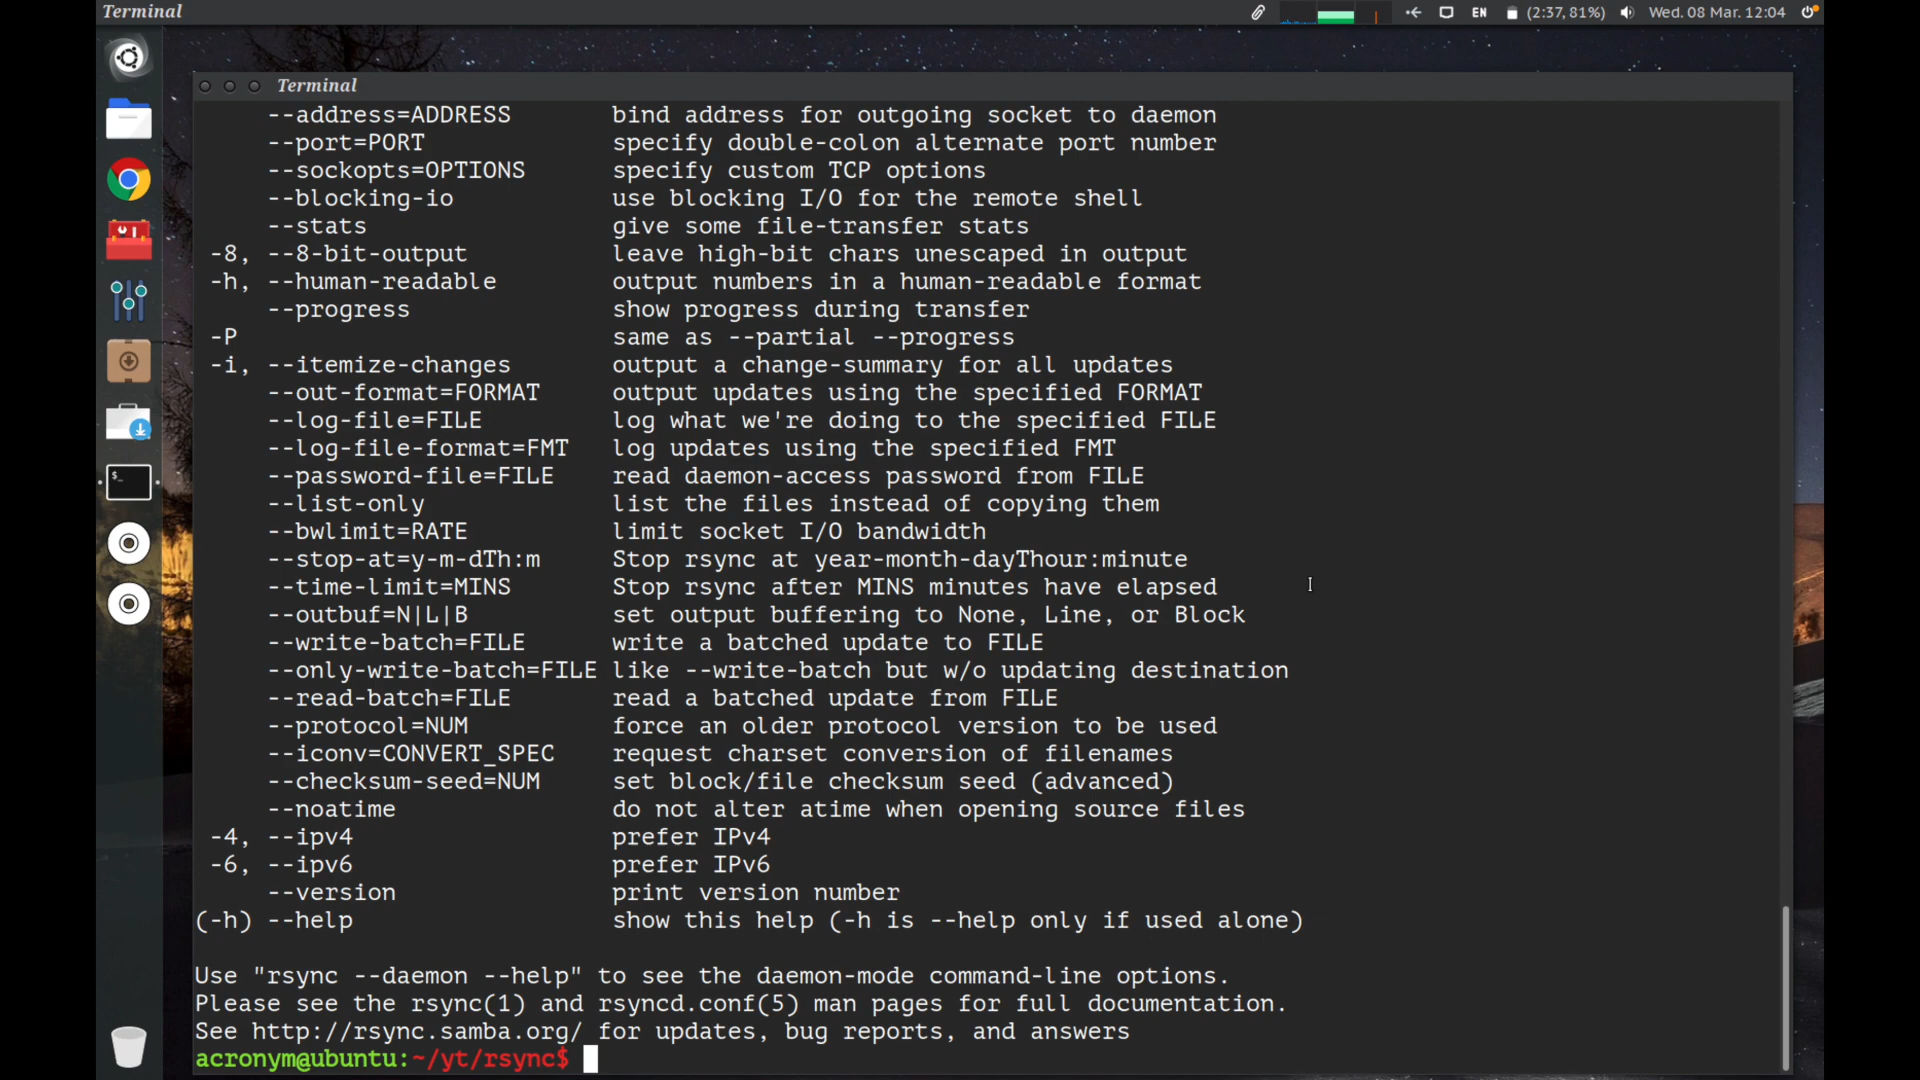 Terminal
EN
(2:37, 81%)
Wed. 08 Mar. 12:04
Terminal
--address=ADDRESS bind address for outgoing socket to daemon
--port=PORT specify double-colon alternate port number
--sockopts=OPTIONS specify custom TCP options
--blocking-io use blocking I/O for the remote shell
--stats give some file-transfer stats
-8, --8-bit-output leave high-bit chars unescaped in output
-h, --human-readable output numbers in a human-readable format
--progress show progress during transfer
-P same as --partial --progress
-i, --itemize-changes output a change-summary for all updates
--out-format=FORMAT output updates using the specified FORMAT
--log-file=FILE log what we're doing to the specified FILE
--log-file-format=FMT log updates using the specified FMT
--password-file=FILE read daemon-access password from FILE
--list-only list the files instead of copying them
--bwlimit=RATE limit socket I/O bandwidth
--stop-at=y-m-dTh:m Stop rsync at year-month-dayThour:minute
--time-limit=MINS Stop rsync after MINS minutes have elapsed
--outbuf=N|L|B set output buffering to None, Line, or Block
--write-batch=FILE write a batched update to FILE
--only-write-batch=FILE like --write-batch but w/o updating destination
--read-batch=FILE read a batched update from FILE
--protocol=NUM force an older protocol version to be used
--iconv=CONVERT_SPEC request charset conversion of filenames
--checksum-seed=NUM set block/file checksum seed (advanced)
--noatime do not alter atime when opening source files
-4, --ipv4 prefer IPv4
-6, --ipv6 prefer IPv6
--version print version number
(-h) --help show this help (-h is --help only if used alone)
Use "rsync --daemon --help" to see the daemon-mode command-line options.
Please see the rsync(1) and rsyncd.conf(5) man pages for full documentation.
See http://rsync.samba.org/ for updates, bug reports, and answers
acronym@ubuntu:~/yt/rsync$